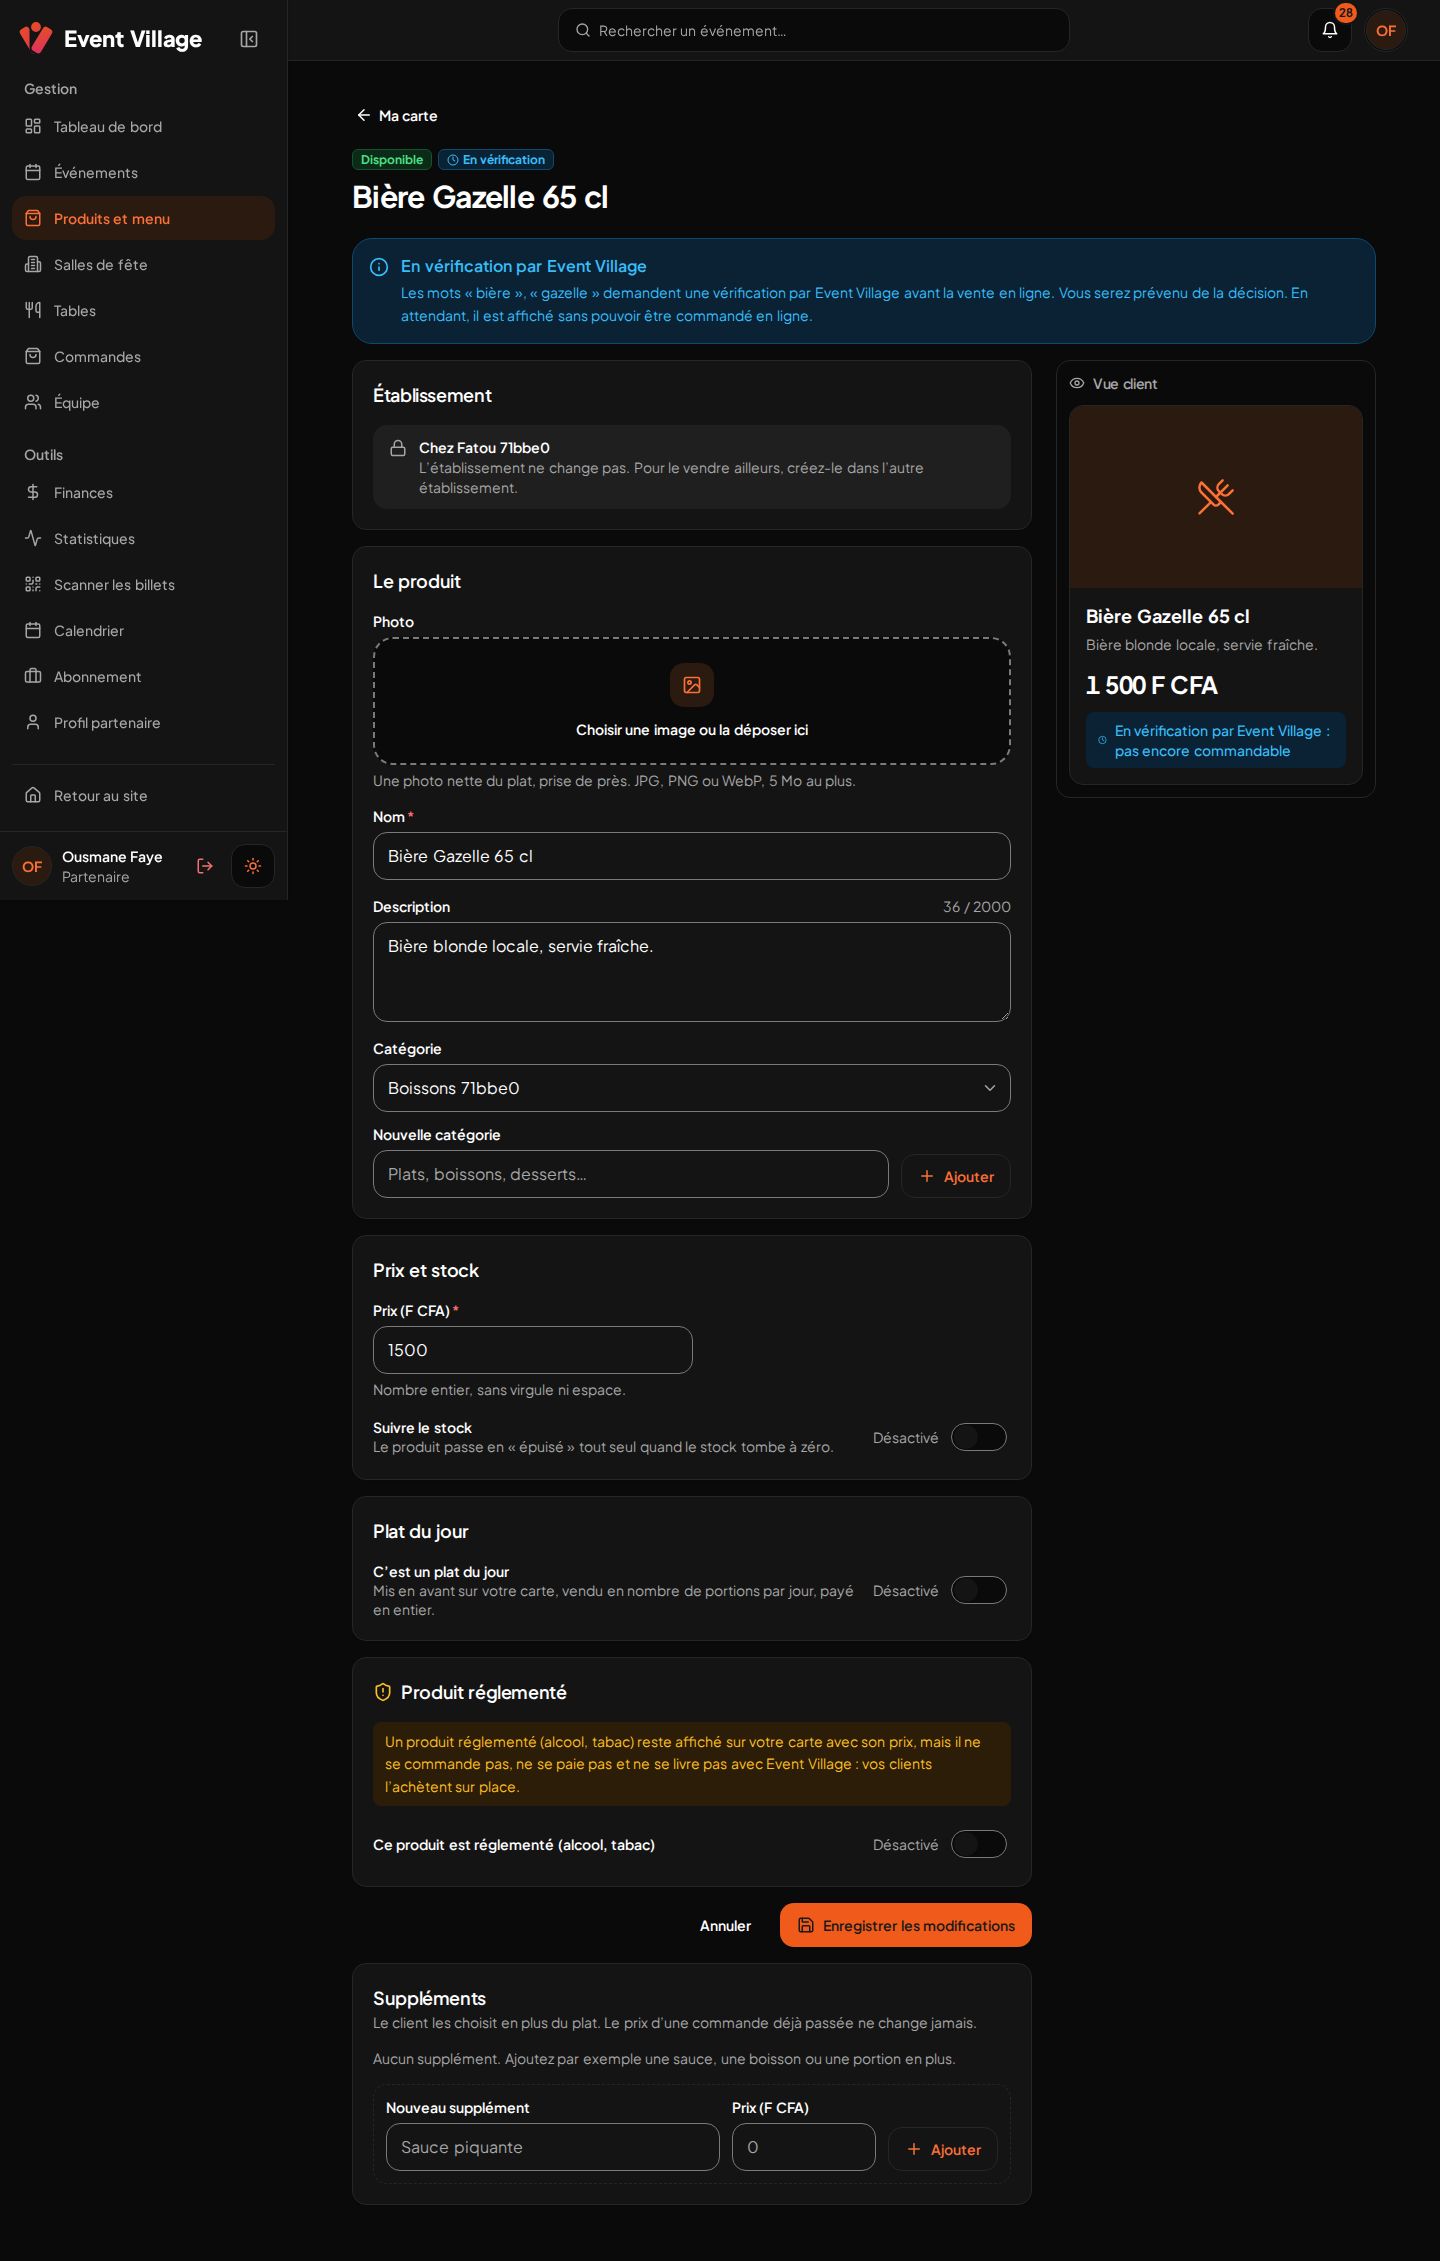 Event Village
Rechercher un événement…
28
OF
Gestion
Tableau de bord
Événements
Produits et menu
Salles de fête
Tables
Commandes
Équipe
Outils
Finances
Statistiques
Scanner les billets
Calendrier
Abonnement
Profil partenaire
Retour au site
OF
Ousmane Faye
Partenaire
Ma carte
Disponible
En vérification
Bière Gazelle 65 cl
En vérification par Event Village
Les mots « bière », « gazelle » demandent une vérification par Event Village avant la vente en ligne. Vous serez prévenu de la décision. En
attendant, il est affiché sans pouvoir être commandé en ligne.
Établissement
Chez Fatou 71bbe0
L’établissement ne change pas. Pour le vendre ailleurs, créez-le dans l’autre
établissement.
Vue client
Bière Gazelle 65 cl
Bière blonde locale, servie fraîche.
1 500 F CFA
En vérification par Event Village :
pas encore commandable
Le produit
Photo
Choisir une image ou la déposer ici
Une photo nette du plat, prise de près. JPG, PNG ou WebP, 5 Mo au plus.
Nom *
Bière Gazelle 65 cl
Description
36 / 2000
Bière blonde locale, servie fraîche.
Catégorie
Boissons 71bbe0
Nouvelle catégorie
Plats, boissons, desserts…
Ajouter
Prix et stock
Prix (F CFA) *
1500
Nombre entier, sans virgule ni espace.
Suivre le stock
Le produit passe en « épuisé » tout seul quand le stock tombe à zéro.
Désactivé
Plat du jour
C’est un plat du jour
Mis en avant sur votre carte, vendu en nombre de portions par jour, payé
en entier.
Désactivé
Produit réglementé
Un produit réglementé (alcool, tabac) reste affiché sur votre carte avec son prix, mais il ne
se commande pas, ne se paie pas et ne se livre pas avec Event Village : vos clients
l’achètent sur place.
Ce produit est réglementé (alcool, tabac)
Désactivé
Annuler
Enregistrer les modifications
Suppléments
Le client les choisit en plus du plat. Le prix d’une commande déjà passée ne change jamais.
Aucun supplément. Ajoutez par exemple une sauce, une boisson ou une portion en plus.
Nouveau supplément
Prix (F CFA)
Sauce piquante
0
Ajouter